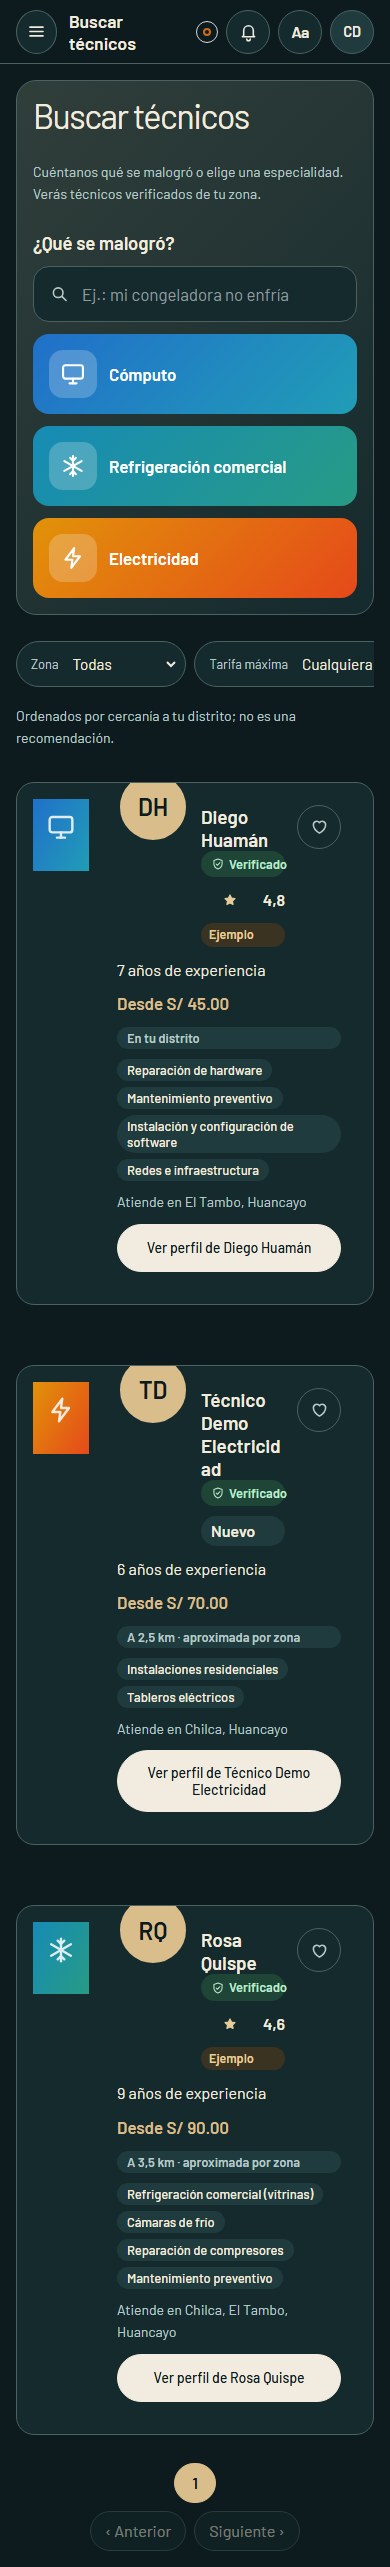 Buscar
técnicos
Aa
CD
Buscar técnicos
Cuéntanos qué se malogró o elige una especialidad.
Verás técnicos verificados de tu zona.
¿Qué se malogró?
Ej.: mi congeladora no enfría
Cómputo
Refrigeración comercial
Electricidad
Zona Todas
Tarifa máxima Cualquiera
Ordenados por cercanía a tu distrito; no es una
recomendación.
DH
Diego
Huamán
Verificado
4,8
Ejemplo
7 años de experiencia
Desde S/ 45.00
En tu distrito
Reparación de hardware
Mantenimiento preventivo
Instalación y configuración de
software
Redes e infraestructura
Atiende en El Tambo, Huancayo
Ver perfil de Diego Huamán
TD
Técnico
Demo
Electricid
ad
Verificado
Nuevo
6 años de experiencia
Desde S/ 70.00
A 2,5 km · aproximada por zona
Instalaciones residenciales
Tableros eléctricos
Atiende en Chilca, Huancayo
Ver perfil de Técnico Demo
Electricidad
RQ
Rosa
Quispe
Verificado
4,6
Ejemplo
9 años de experiencia
Desde S/ 90.00
A 3,5 km · aproximada por zona
Refrigeración comercial (vitrinas)
Cámaras de frío
Reparación de compresores
Mantenimiento preventivo
Atiende en Chilca, El Tambo,
Huancayo
Ver perfil de Rosa Quispe
1
‹ Anterior
Siguiente ›